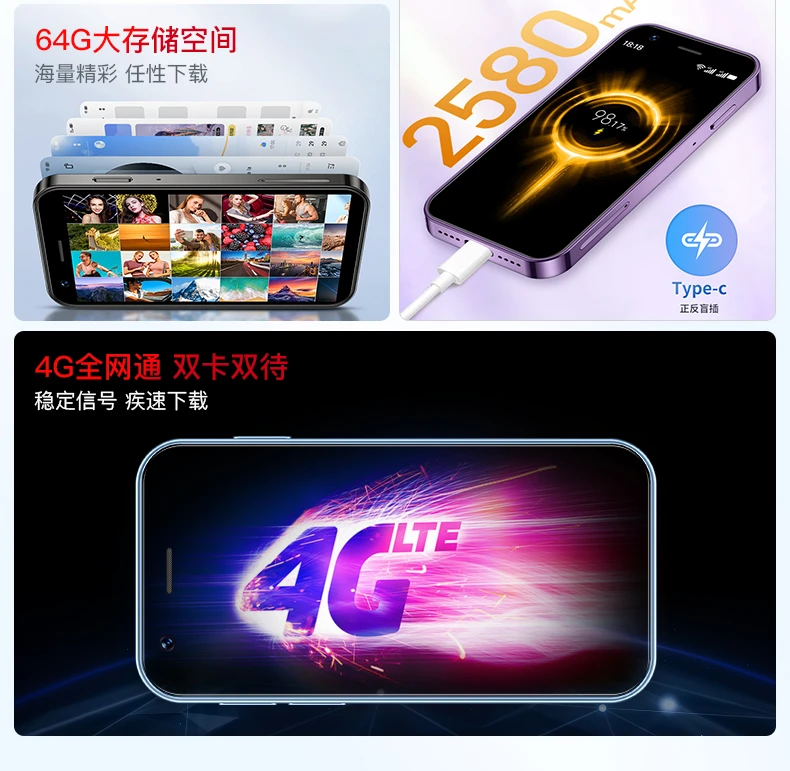 64G大存储空间
海量精彩 任性下载
2580mA
18:18
98.17%
Type-c
正反盲插
4G全网通 双卡双待
稳定信号 疾速下载
4G LTE